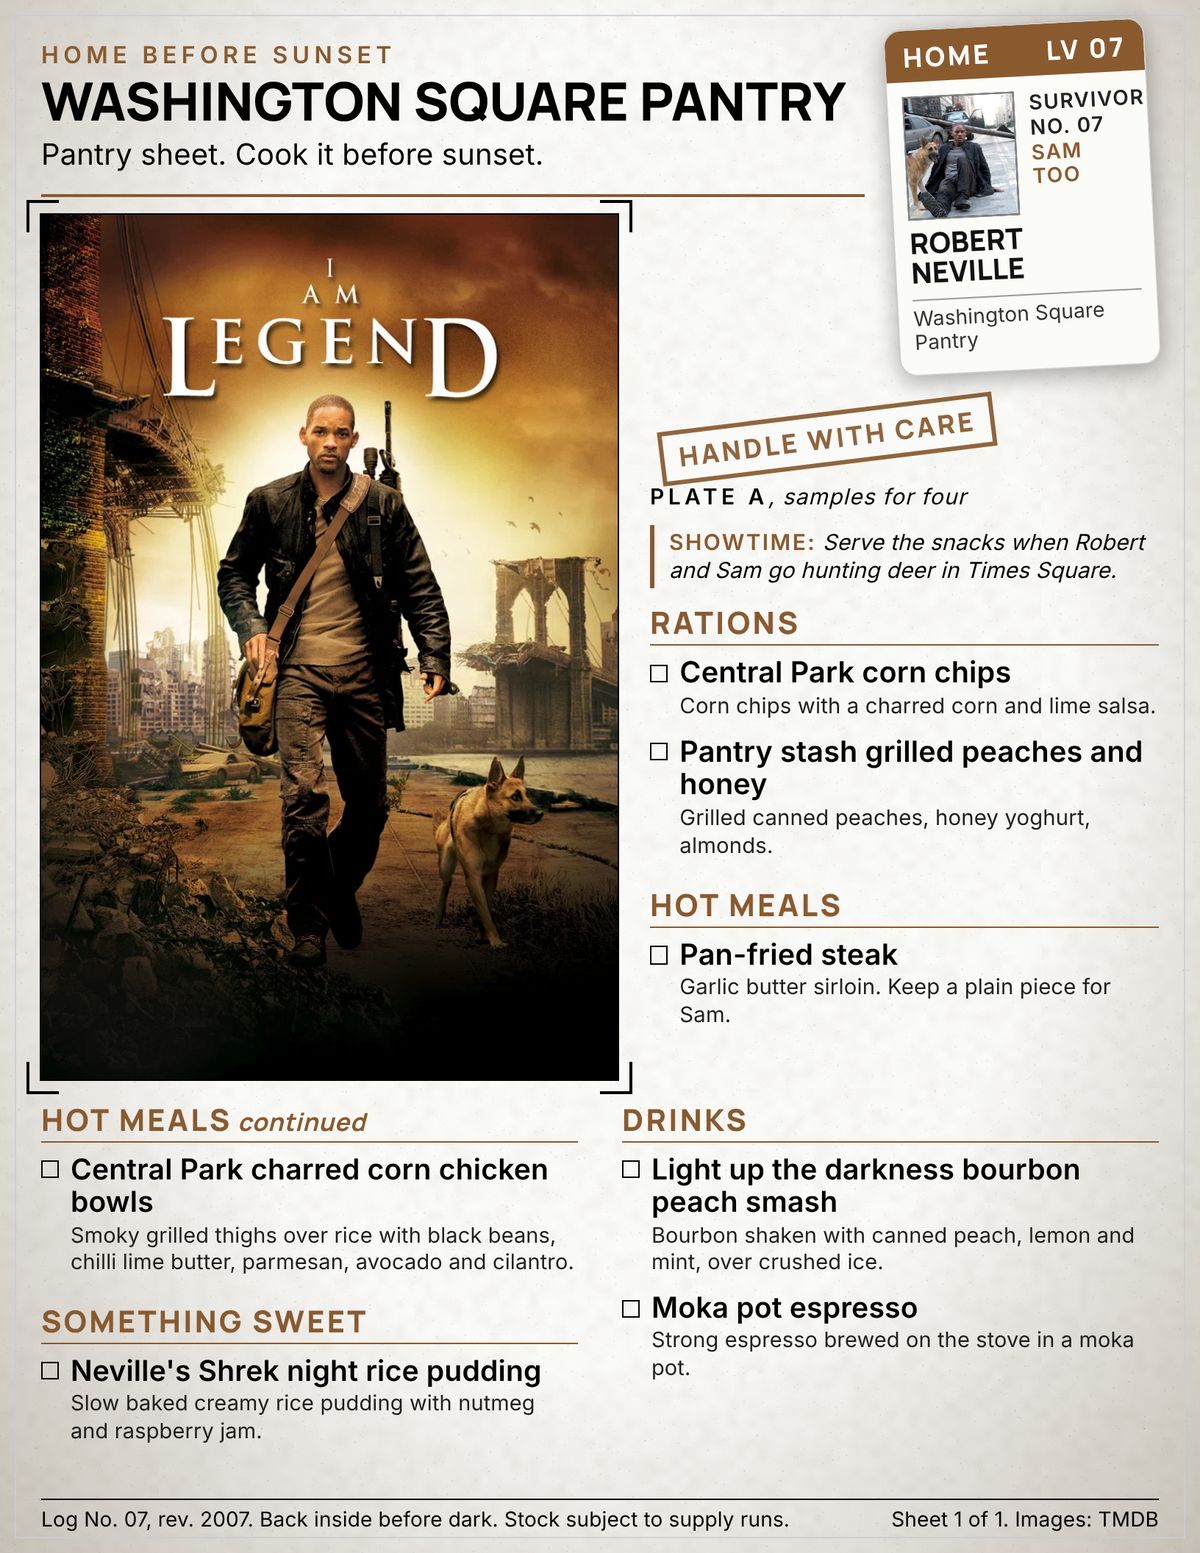 HOME BEFORE SUNSET
WASHINGTON SQUARE PANTRY
Pantry sheet. Cook it before sunset.
HOME LV 07
SURVIVOR
NO. 07
SAM
TOO
ROBERT
NEVILLE
Washington Square
Pantry
I
AM
LEGEND
HANDLE WITH CARE
PLATE A, samples for four
SHOWTIME: Serve the snacks when Robert
and Sam go hunting deer in Times Square.
RATIONS
Central Park corn chips
Corn chips with a charred corn and lime salsa.
Pantry stash grilled peaches and
honey
Grilled canned peaches, honey yoghurt,
almonds.
HOT MEALS
Pan-fried steak
Garlic butter sirloin. Keep a plain piece for
Sam.
HOT MEALS continued
Central Park charred corn chicken
bowls
Smoky grilled thighs over rice with black beans,
chilli lime butter, parmesan, avocado and cilantro.
SOMETHING SWEET
Neville's Shrek night rice pudding
Slow baked creamy rice pudding with nutmeg
and raspberry jam.
DRINKS
Light up the darkness bourbon
peach smash
Bourbon shaken with canned peach, lemon and
mint, over crushed ice.
Moka pot espresso
Strong espresso brewed on the stove in a moka
pot.
Log No. 07, rev. 2007. Back inside before dark. Stock subject to supply runs.
Sheet 1 of 1. Images: TMDB